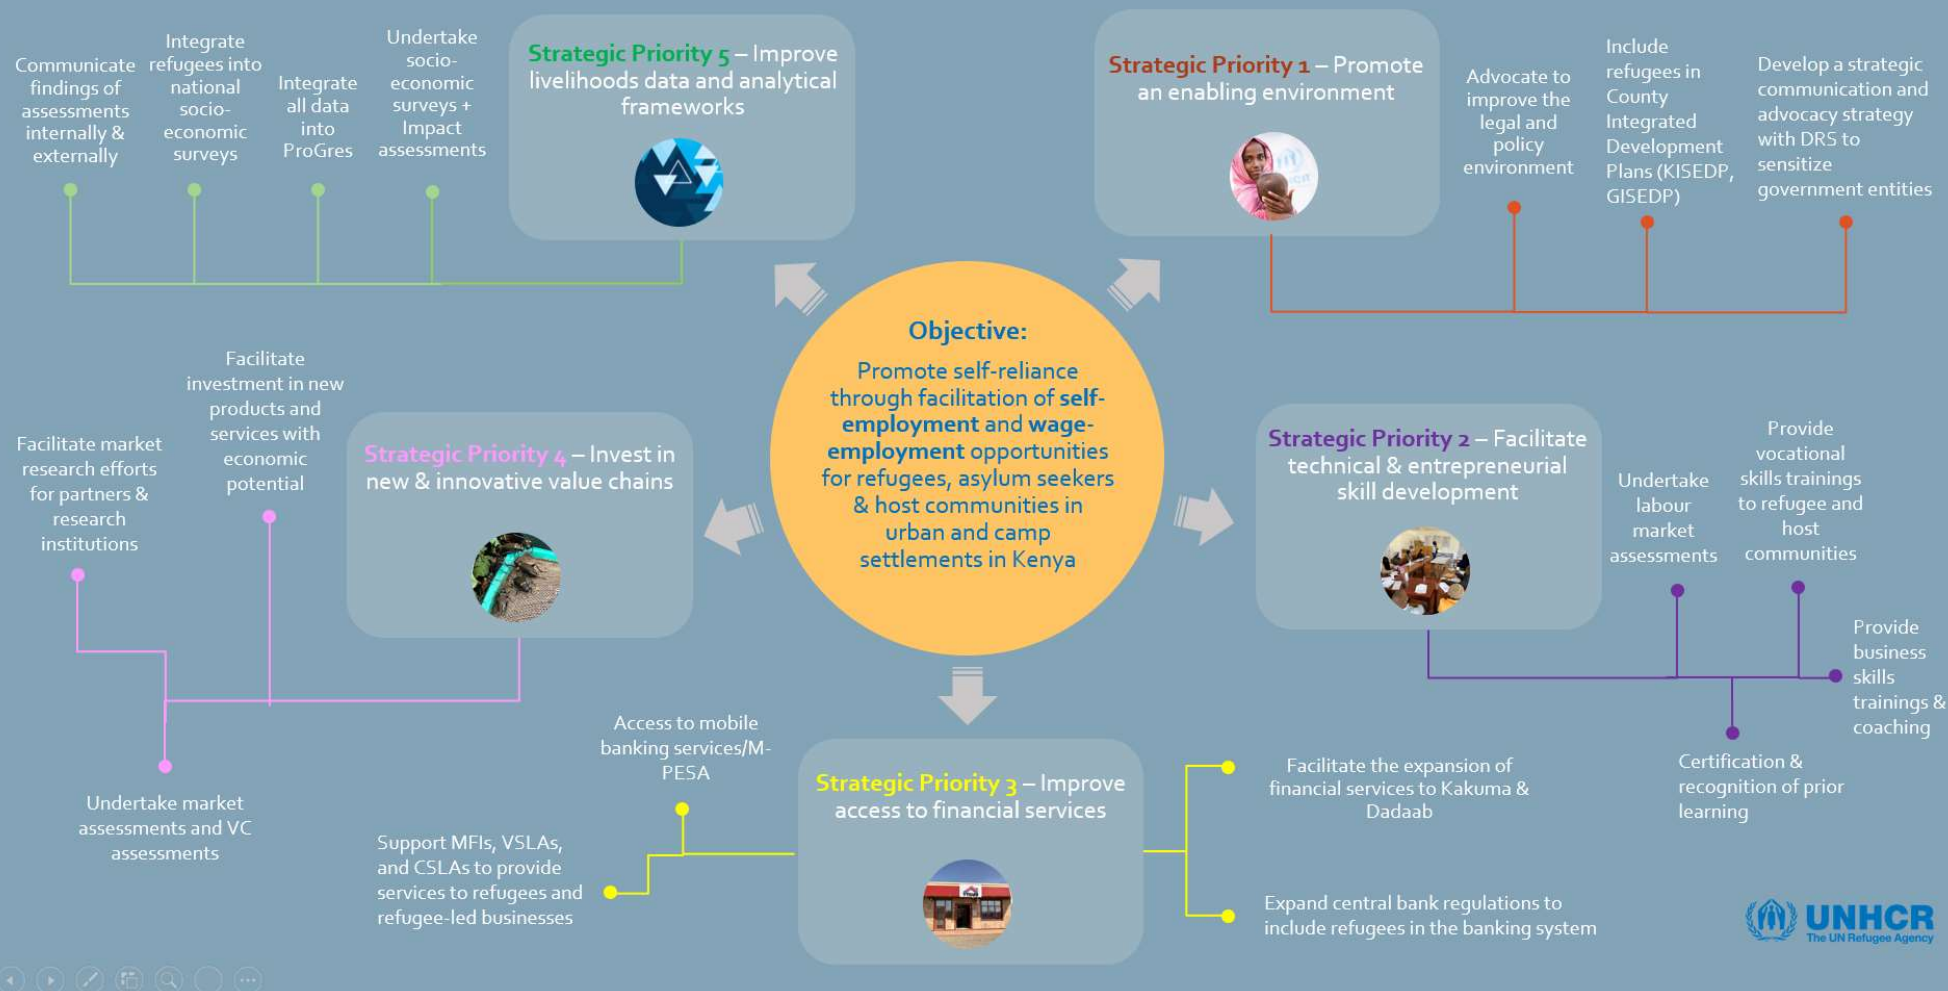 Objective:
Promote self-reliance
through facilitation of self-
employment and wage-
employment opportunities
for refugees, asylum seekers
& host communities in
urban and camp
settlements in Kenya
Strategic Priority 1 – Promote
an enabling environment
Advocate to
improve the
legal and
policy
environment
Include
refugees in
County
Integrated
Development
Plans (KISEDP,
GISEDP)
Develop a strategic
communication and
advocacy strategy
with DRS to
sensitize
government entities
Strategic Priority 2 – Facilitate
technical & entrepreneurial
skill development
Undertake
labour
market
assessments
Provide
vocational
skills trainings
to refugee and
host
communities
Provide
business
skills
trainings &
coaching
Certification &
recognition of prior
learning
Strategic Priority 3 – Improve
access to financial services
Facilitate the expansion of
financial services to Kakuma &
Dadaab
Expand central bank regulations to
include refugees in the banking system
Access to mobile
banking services/M-
PESA
Support MFIs, VSLAs,
and CSLAs to provide
services to refugees and
refugee-led businesses
Strategic Priority 4 – Invest in
new & innovative value chains
Facilitate
investment in new
products and
services with
economic
potential
Facilitate market
research efforts
for partners &
research
institutions
Undertake market
assessments and VC
assessments
Strategic Priority 5 – Improve
livelihoods data and analytical
frameworks
Undertake
socio-
economic
surveys +
Impact
assessments
Integrate
all data
into
ProGres
Integrate
refugees into
national
socio-
economic
surveys
Communicate
findings of
assessments
internally &
externally
UNHCR
The UN Refugee Agency